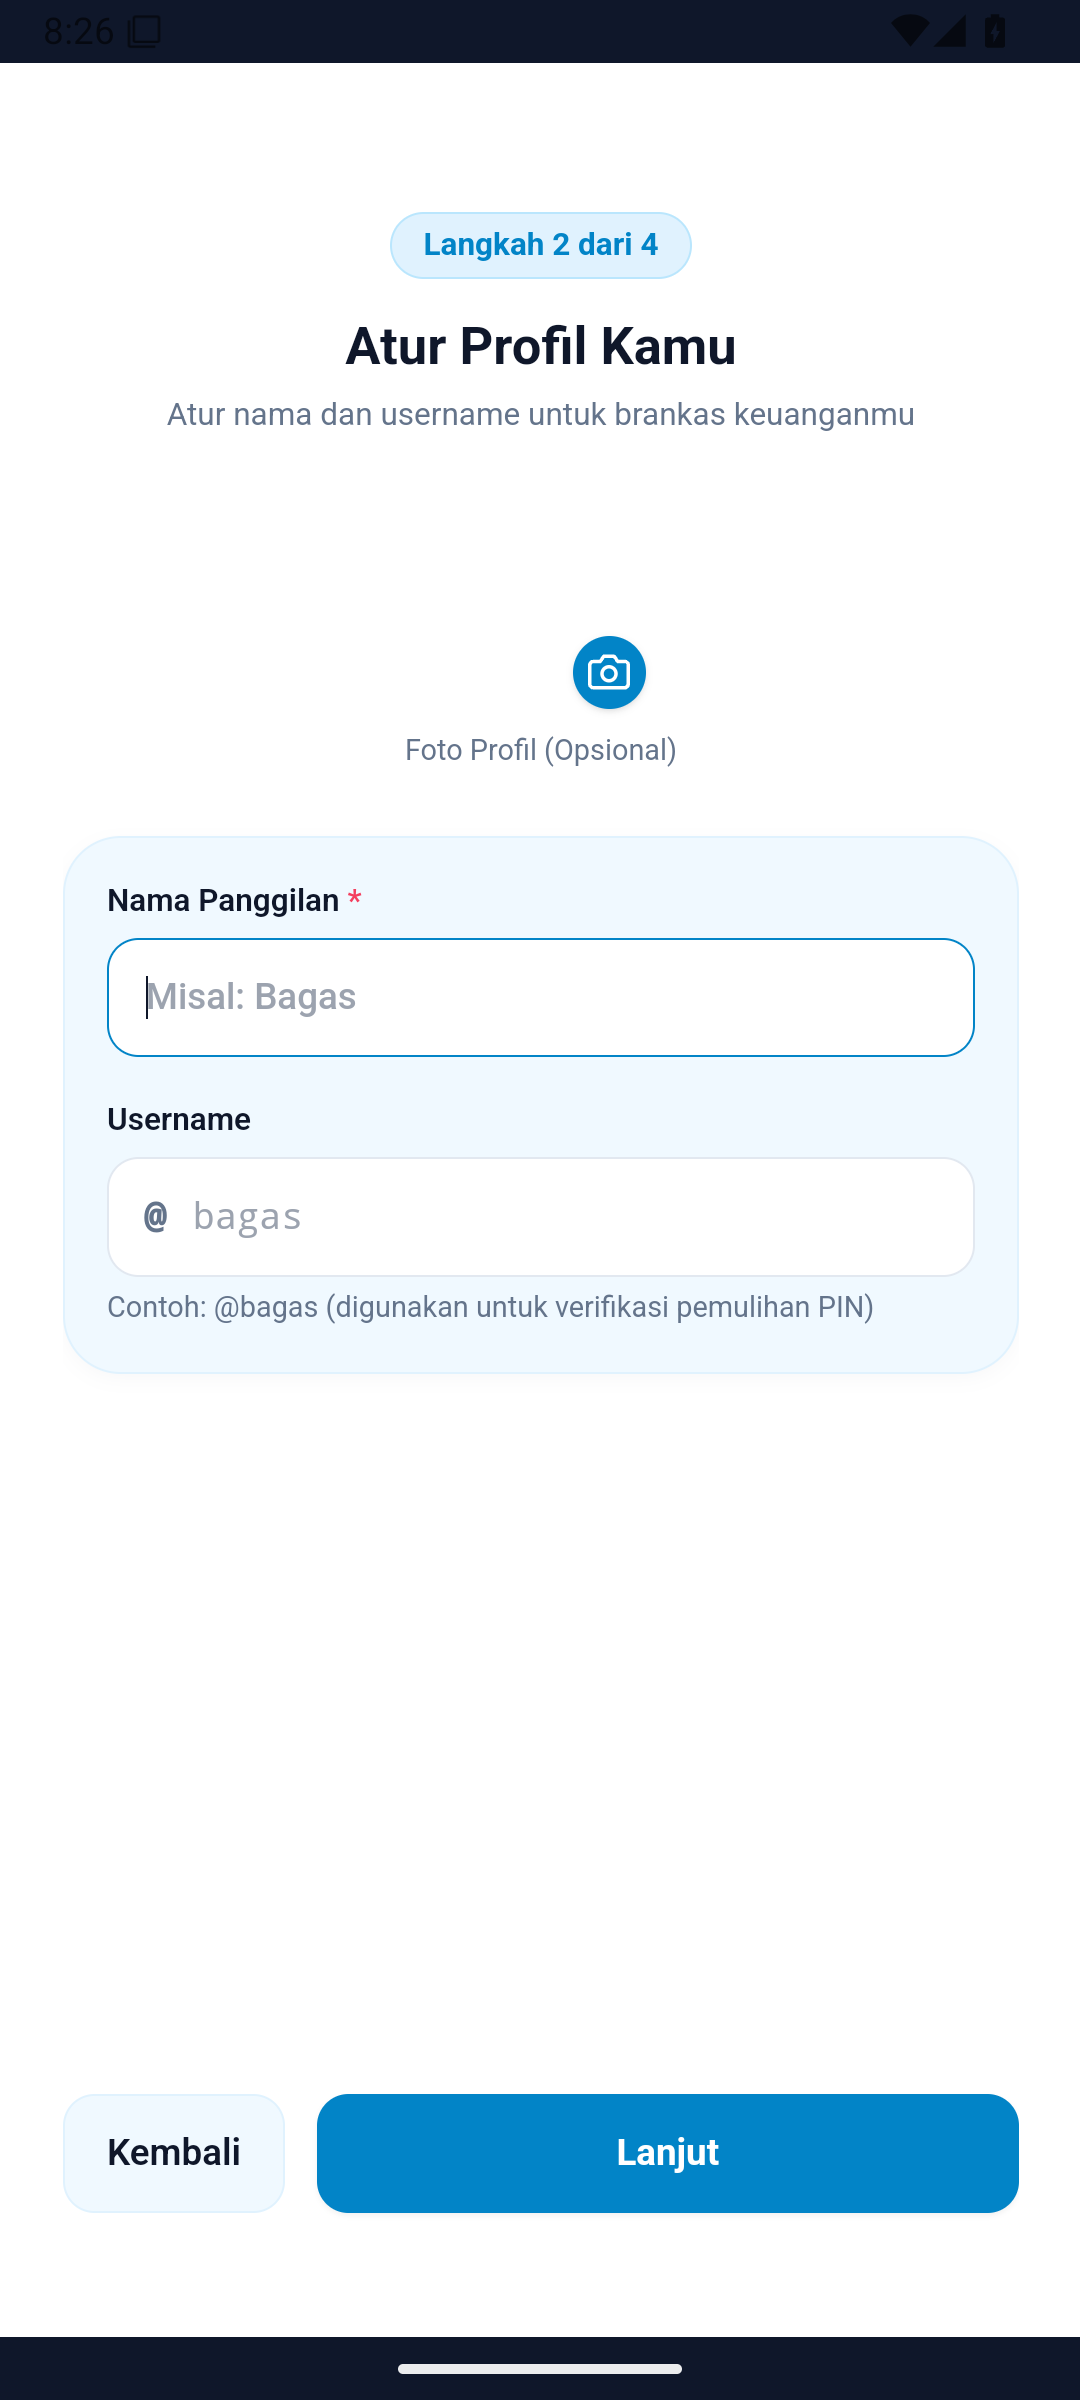 8:26
Langkah 2 dari 4
Atur Profil Kamu
Atur nama dan username untuk brankas keuanganmu
Foto Profil (Opsional)
Nama Panggilan *
Misal: Bagas
Username
@ bagas
Contoh: @bagas (digunakan untuk verifikasi pemulihan PIN)
Kembali
Lanjut